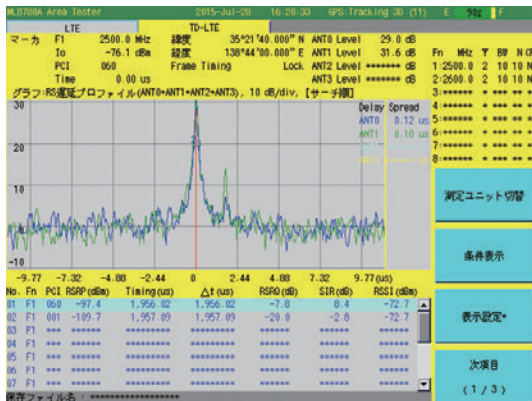 ML8780A Area Tester 2015-Jul-28 16:20:33 GPS:Tracking 3D (11) E: 90% F
LTE TD-LTE
マーカ F1 2500.0 MHz 緯度 35°21'40.000" N ANT0 Level 29.0 dB
Io -76.1 dBm 経度 138°44'00.000" E ANT1 Level 31.6 dB Fn MHz T BW N
PCI 060 Frame Timing Lock ANT2 Level ******* dB 1:2500.0 2 10 10 N
Time 0.00 us ANT3 Level ******* dB 2:2600.0 2 10 10 N
グラフ:RS遅延プロファイル(ANT0+ANT1+ANT2+ANT3), 10 dB/div, 【サーチ順】 3:
30 Delay Spread 4:
ANT0 0.12 us 5:
ANT1 0.10 us 6:
20 7:
8:
10
測定ユニット切替
-10
条件表示
-9.77 -7.32 -4.88 -2.44 0 2.44 4.88 7.32 9.77(us)
No. Fn PCI RSRP(dBm) Timing(us) △t(us) RSRQ(dB) SIR(dB) RSSI(dBm)
01 F1 060 -97.4 1,956.02 1,956.02 -7.8 8.4 -72.7
02 F1 001 -109.7 1,957.09 1,957.09 -20.0 -2.8 -72.7
表示設定*
03 F1 *** ****** ****** ****** ****** ****** ******
04 F1 *** ****** ****** ****** ****** ****** ******
05 F1 *** ****** ****** ****** ****** ****** ******
06 F1 *** ****** ****** ****** ****** ****** ******
次項目
07 F1 *** ****** ****** ****** ****** ****** ******
(1/3)
保存ファイル名: ********************